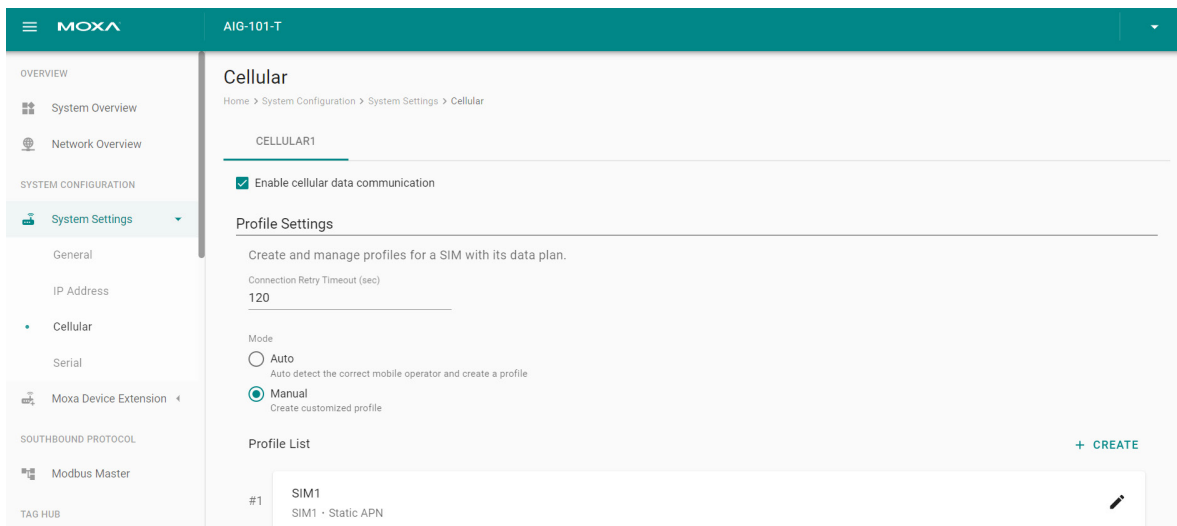 MOXA
AIG-101-T
OVERVIEW
System Overview
Network Overview
SYSTEM CONFIGURATION
System Settings
General
IP Address
Cellular
Serial
Moxa Device Extension
SOUTHBOUND PROTOCOL
Modbus Master
TAG HUB
Cellular
Home > System Configuration > System Settings > Cellular
CELLULAR1
Enable cellular data communication
Profile Settings
Create and manage profiles for a SIM with its data plan.
Connection Retry Timeout (sec)
120
Mode
Auto
Auto detect the correct mobile operator and create a profile
Manual
Create customized profile
Profile List
+ CREATE
#1
SIM1
SIM1 · Static APN